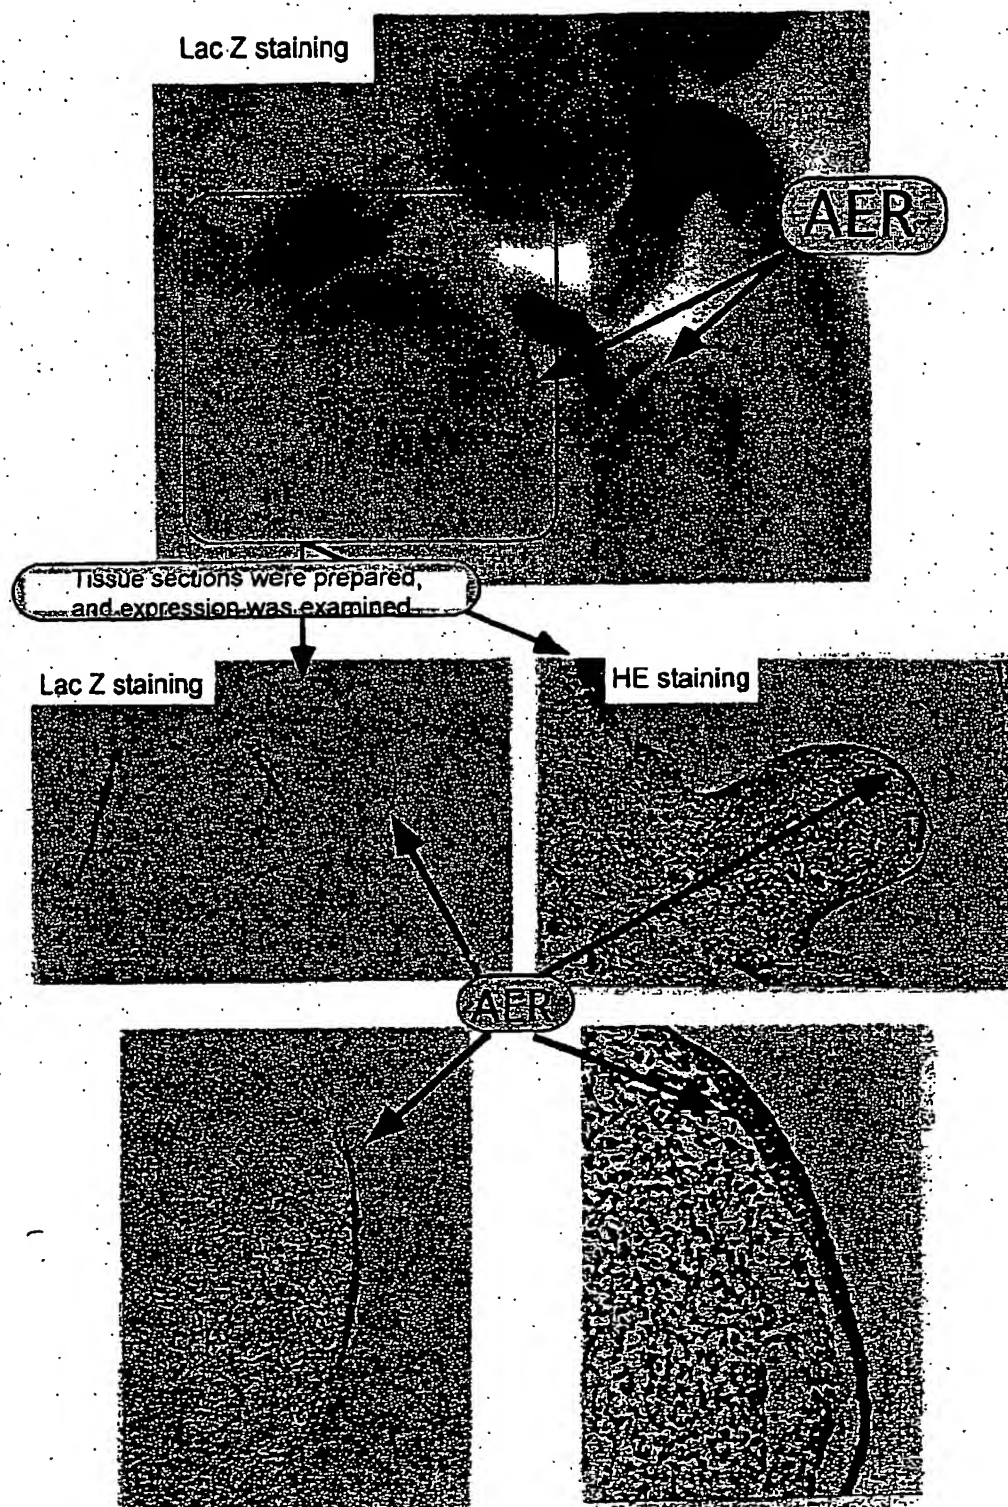 Lac Z staining
AER
Tissue sections were prepared,
and expression was examined
Lac Z staining
HE staining
AER